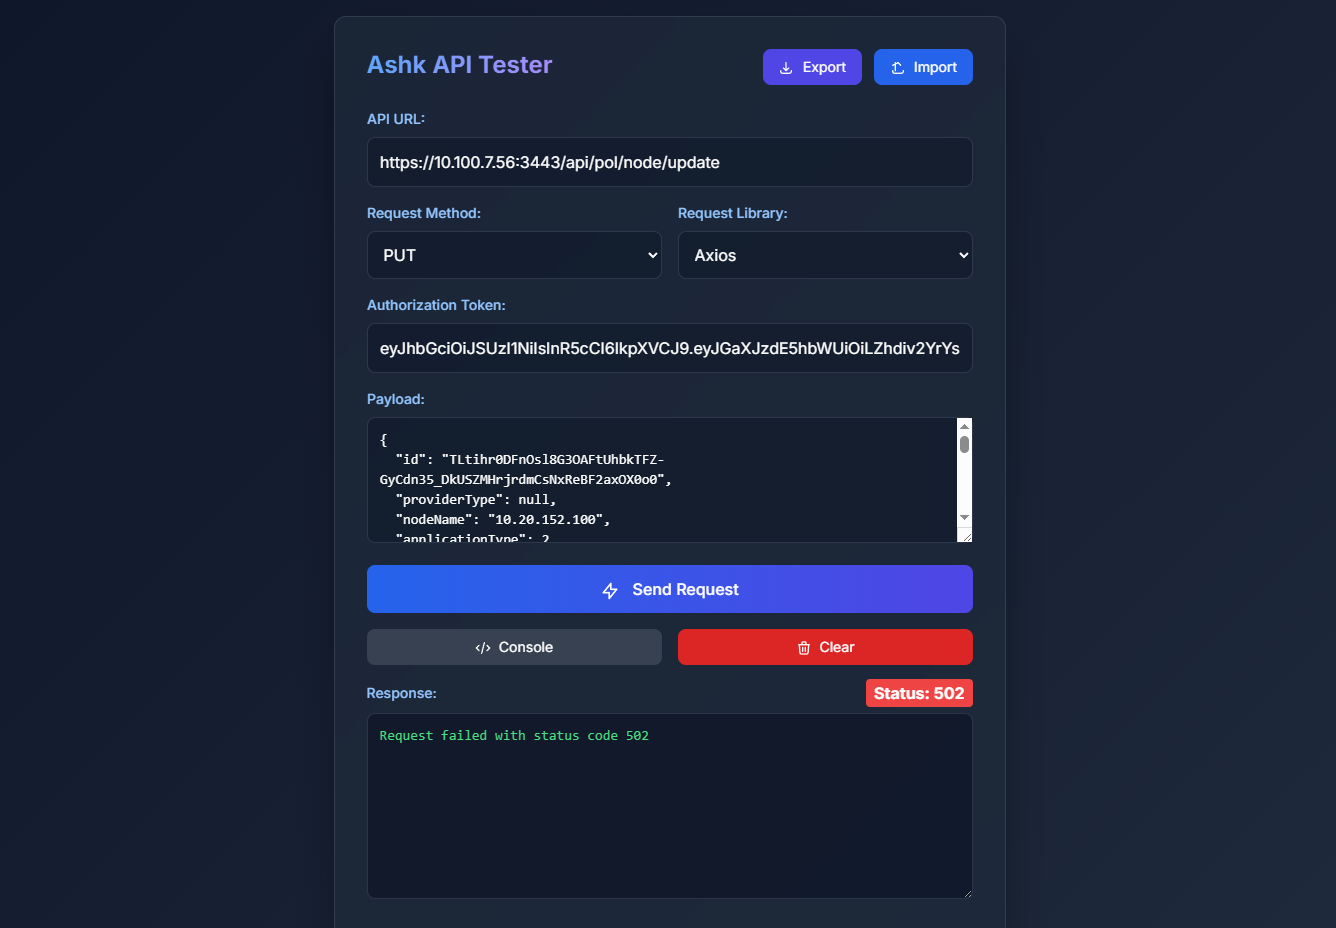 Ashk API Tester
Export
Import
API URL:
https://10.100.7.56:3443/api/pol/node/update
Request Method:
Request Library:
PUT
Axios
Authorization Token:
eyJhbGciOiJSUzI1NiIsInR5cCI6IkpXVCJ9.eyJGaXJzdE5hbWUiOiLZhdiv2YrYs
Payload:
{
"id": "TLtihr0DFnOsl8G3OAFtUhbkTFZ-
GyCdn35_DkUSZMHrjrdmCsNxReBF2axOX0o0",
"providerType": null,
"nodeName": "10.20.152.100",
"applicationType": 2
Send Request
</> Console
Clear
Response:
Status: 502
Request failed with status code 502